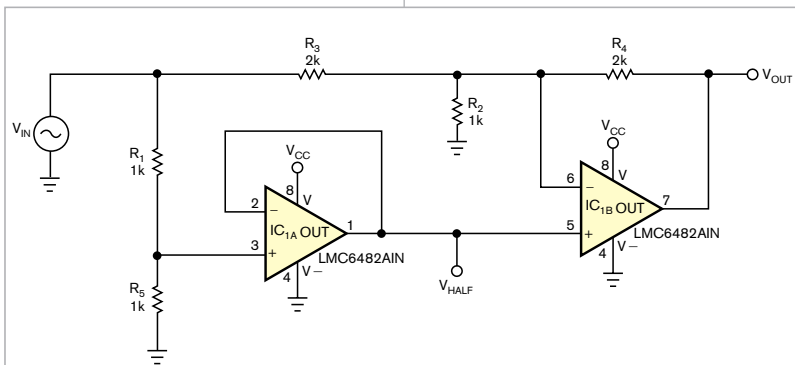 R3
2k
R4
2k
VOUT
VIN
R1
1k
R2
1k
VCC
VCC
8
V
8
V
2
−
IC1A OUT
1
3
+
LMC6482AIN
4
V−
6
−
IC1B OUT
7
5
+
LMC6482AIN
4
V−
VHALF
R5
1k